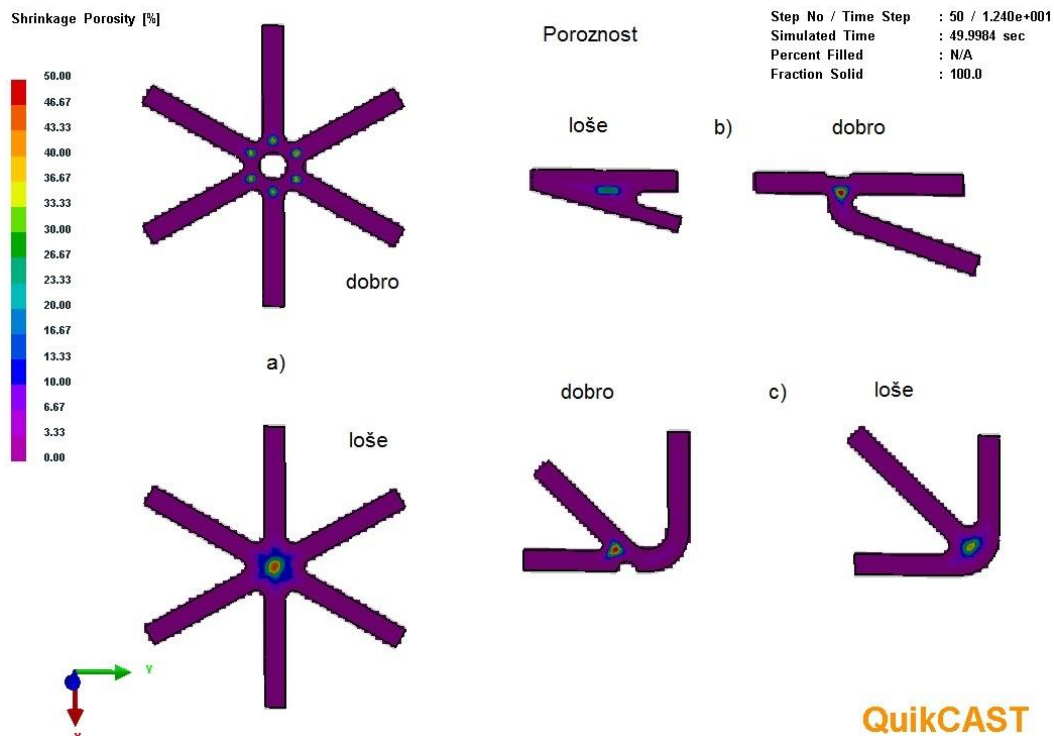 Shrinkage Porosity [%]
Poroznost
Step No / Time Step : 50 / 1.240e+001
Simulated Time : 49.9984 sec
Percent Filled : N/A
Fraction Solid : 100.0
50.00
46.67
43.33
40.00
36.67
33.33
30.00
26.67
23.33
20.00
16.67
13.33
10.00
6.67
3.33
0.00
dobro
a)
loše
loše
b)
dobro
dobro
c)
loše
Y
X
QuikCAST